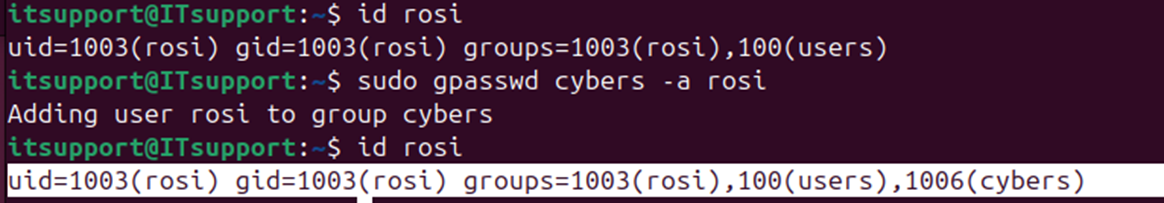 itsupport@ITsupport:~$ id rosi
uid=1003(rosi) gid=1003(rosi) groups=1003(rosi),100(users)
itsupport@ITsupport:~$ sudo gpasswd cybers -a rosi
Adding user rosi to group cybers
itsupport@ITsupport:~$ id rosi
uid=1003(rosi) gid=1003(rosi) groups=1003(rosi),100(users),1006(cybers)